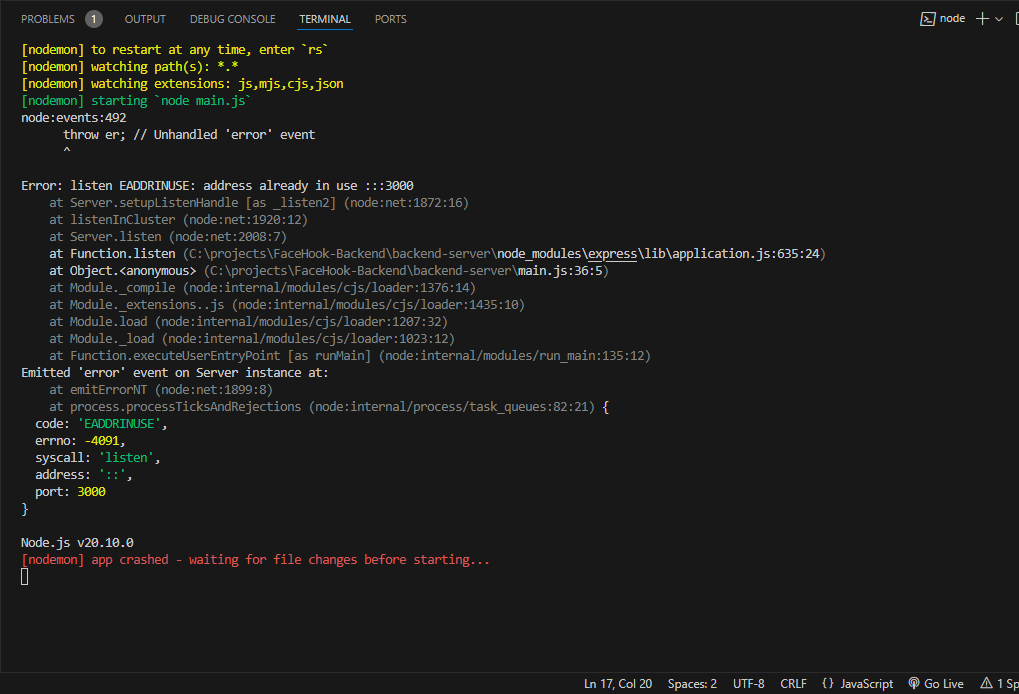 PROBLEMS 1 OUTPUT DEBUG CONSOLE TERMINAL PORTS node
[nodemon] to restart at any time, enter `rs`
[nodemon] watching path(s): *.*
[nodemon] watching extensions: js,mjs,cjs,json
[nodemon] starting `node main.js`
node:events:492
      throw er; // Unhandled 'error' event
      ^

Error: listen EADDRINUSE: address already in use :::3000
    at Server.setupListenHandle [as _listen2] (node:net:1872:16)
    at listenInCluster (node:net:1920:12)
    at Server.listen (node:net:2008:7)
    at Function.listen (C:\projects\FaceHook-Backend\backend-server\node_modules\express\lib\application.js:635:24)
    at Object.<anonymous> (C:\projects\FaceHook-Backend\backend-server\main.js:36:5)
    at Module._compile (node:internal/modules/cjs/loader:1376:14)
    at Module._extensions..js (node:internal/modules/cjs/loader:1435:10)
    at Module.load (node:internal/modules/cjs/loader:1207:32)
    at Module._load (node:internal/modules/cjs/loader:1023:12)
    at Function.executeUserEntryPoint [as runMain] (node:internal/modules/run_main:135:12)
Emitted 'error' event on Server instance at:
    at emitErrorNT (node:net:1899:8)
    at process.processTicksAndRejections (node:internal/process/task_queues:82:21) {
  code: 'EADDRINUSE',
  errno: -4091,
  syscall: 'listen',
  address: '::',
  port: 3000
}

Node.js v20.10.0
[nodemon] app crashed - waiting for file changes before starting...
Ln 17, Col 20 Spaces: 2 UTF-8 CRLF {} JavaScript Go Live 1 Sp